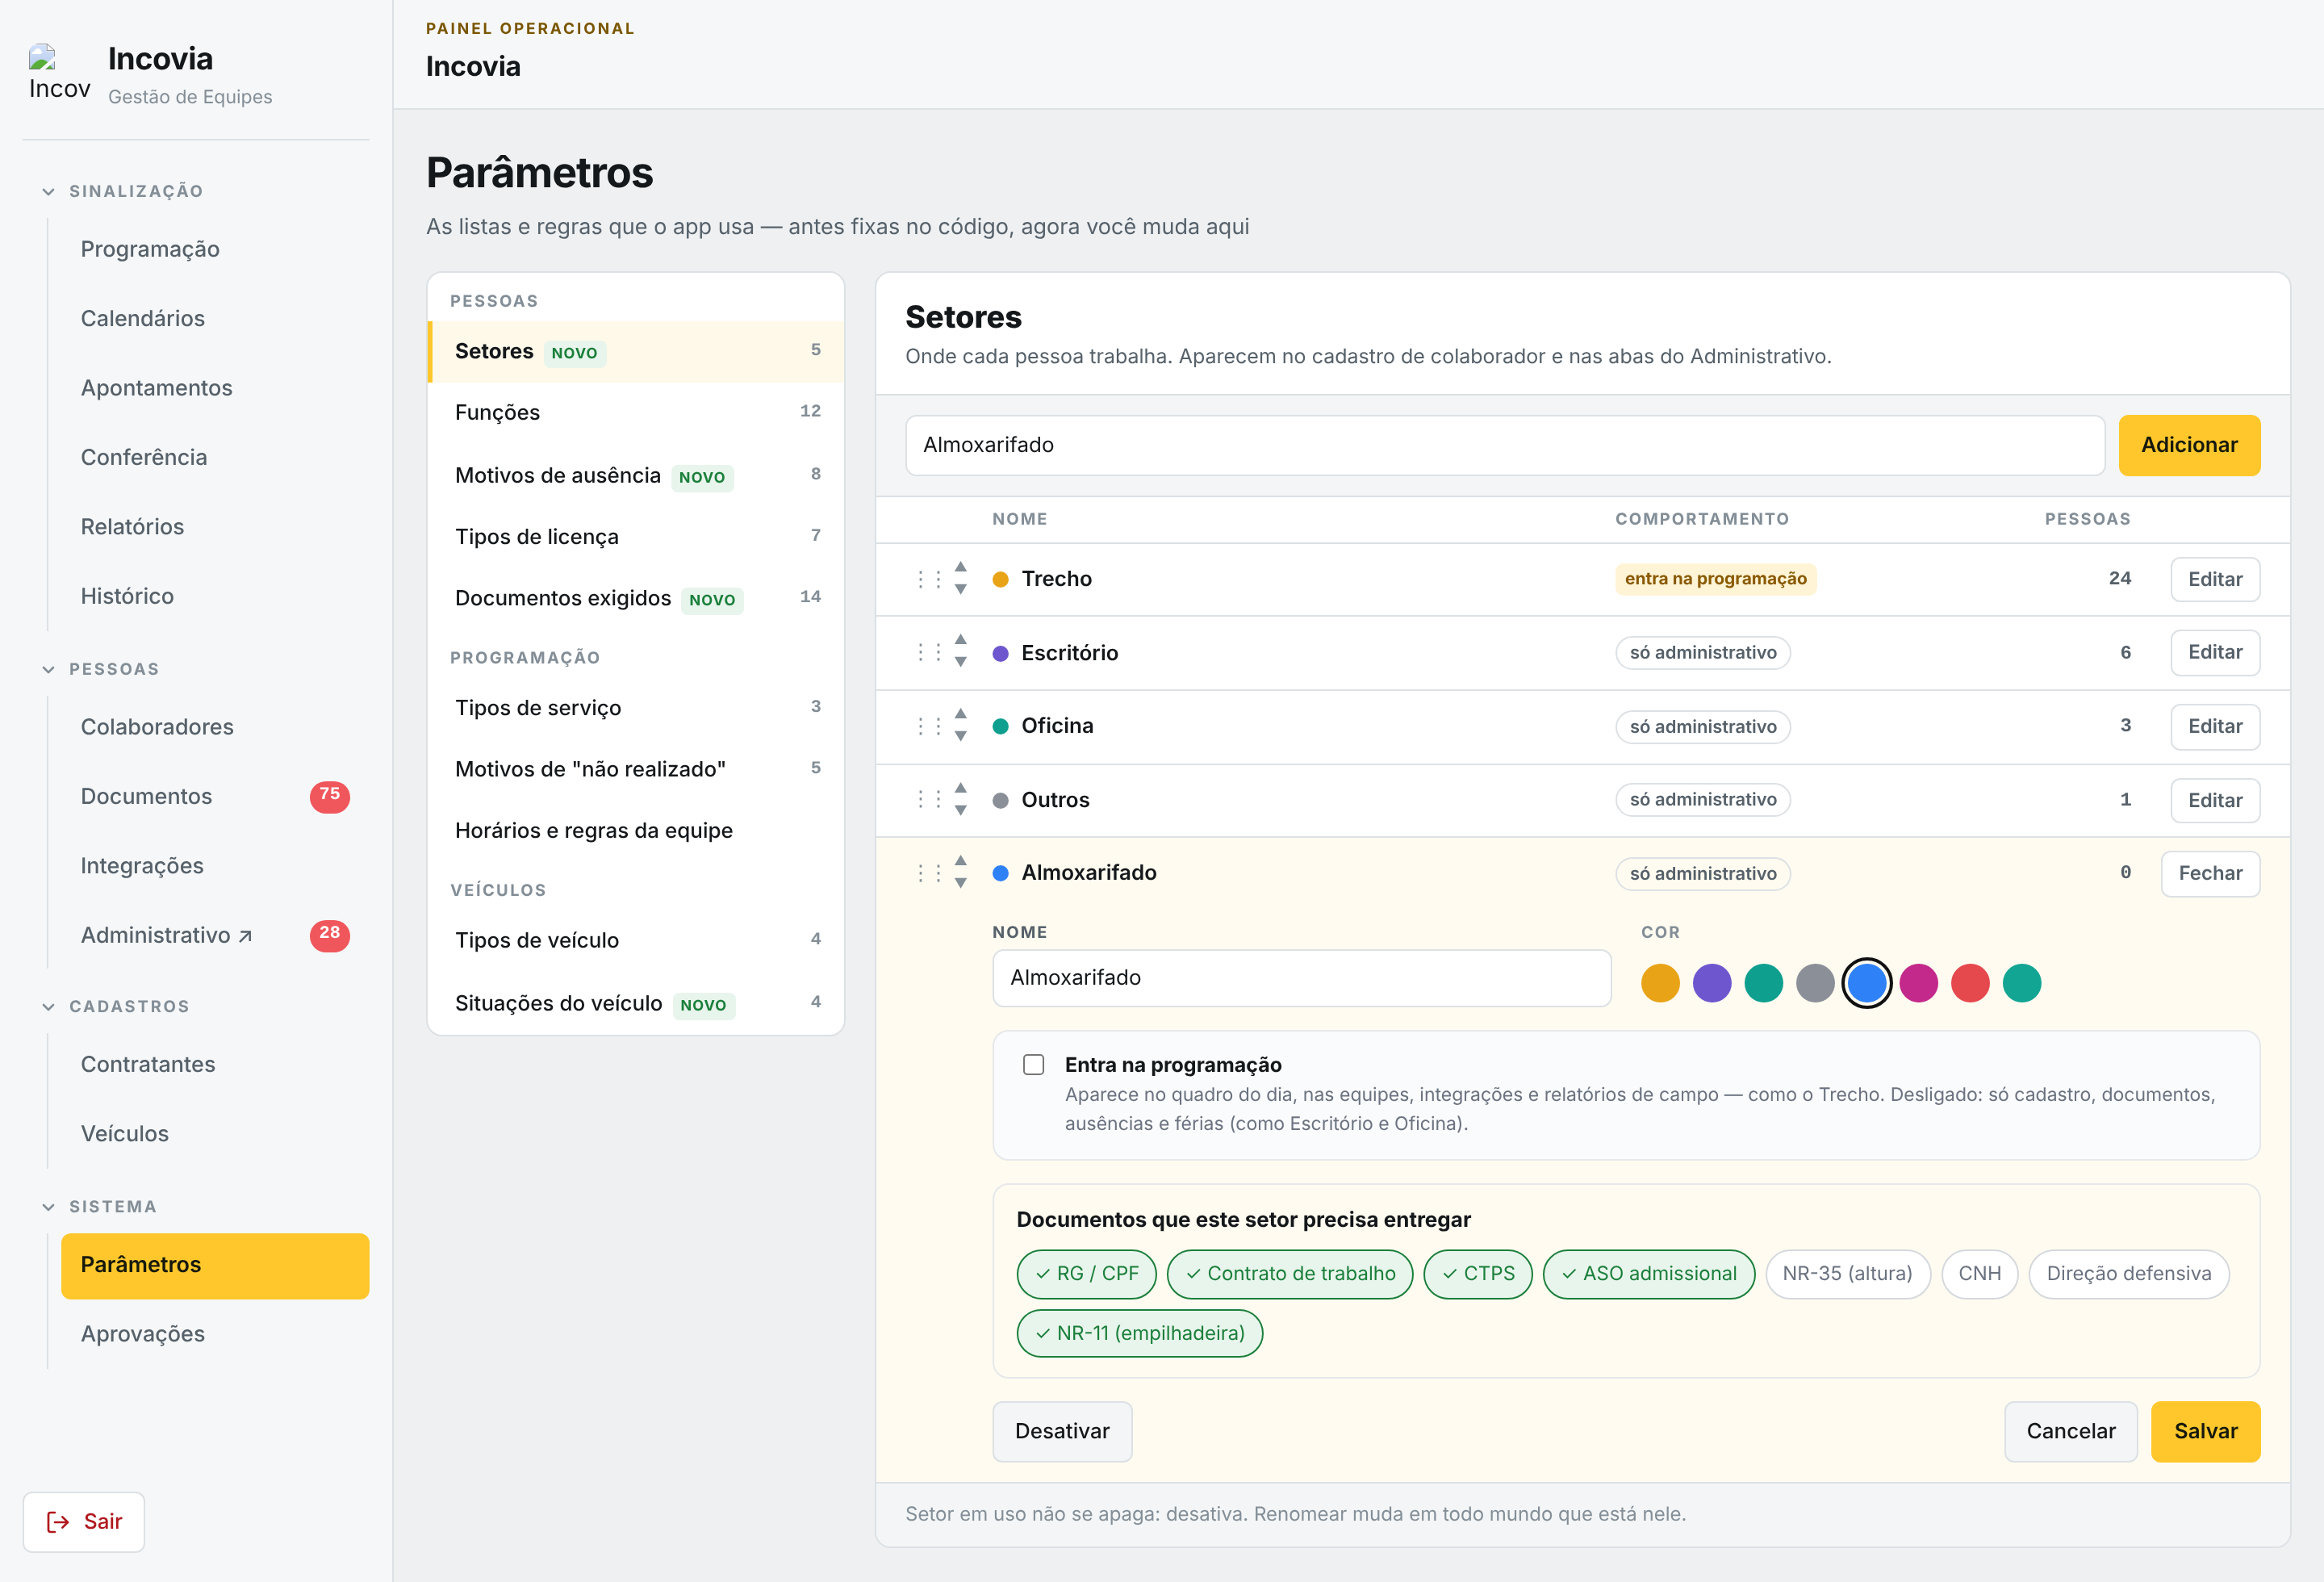 Incov
Incovia
Gestão de Equipes
SINALIZAÇÃO
Programação
Calendários
Apontamentos
Conferência
Relatórios
Histórico
PESSOAS
Colaboradores
Documentos 75
Integrações
Administrativo ↗ 28
CADASTROS
Contratantes
Veículos
SISTEMA
Parâmetros
Aprovações
Sair
PAINEL OPERACIONAL
Incovia
Parâmetros
As listas e regras que o app usa — antes fixas no código, agora você muda aqui
PESSOAS
Setores NOVO 5
Funções 12
Motivos de ausência NOVO 8
Tipos de licença 7
Documentos exigidos NOVO 14
PROGRAMAÇÃO
Tipos de serviço 3
Motivos de "não realizado" 5
Horários e regras da equipe
VEÍCULOS
Tipos de veículo 4
Situações do veículo NOVO 4
Setores
Onde cada pessoa trabalha. Aparecem no cadastro de colaborador e nas abas do Administrativo.
Almoxarifado Adicionar
NOME COMPORTAMENTO PESSOAS
Trecho entra na programação 24 Editar
Escritório só administrativo 6 Editar
Oficina só administrativo 3 Editar
Outros só administrativo 1 Editar
Almoxarifado só administrativo 0 Fechar
NOME COR
Almoxarifado
Entra na programação
Aparece no quadro do dia, nas equipes, integrações e relatórios de campo — como o Trecho. Desligado: só cadastro, documentos,
ausências e férias (como Escritório e Oficina).
Documentos que este setor precisa entregar
✓ RG / CPF ✓ Contrato de trabalho ✓ CTPS ✓ ASO admissional NR-35 (altura) CNH Direção defensiva
✓ NR-11 (empilhadeira)
Desativar Cancelar Salvar
Setor em uso não se apaga: desativa. Renomear muda em todo mundo que está nele.